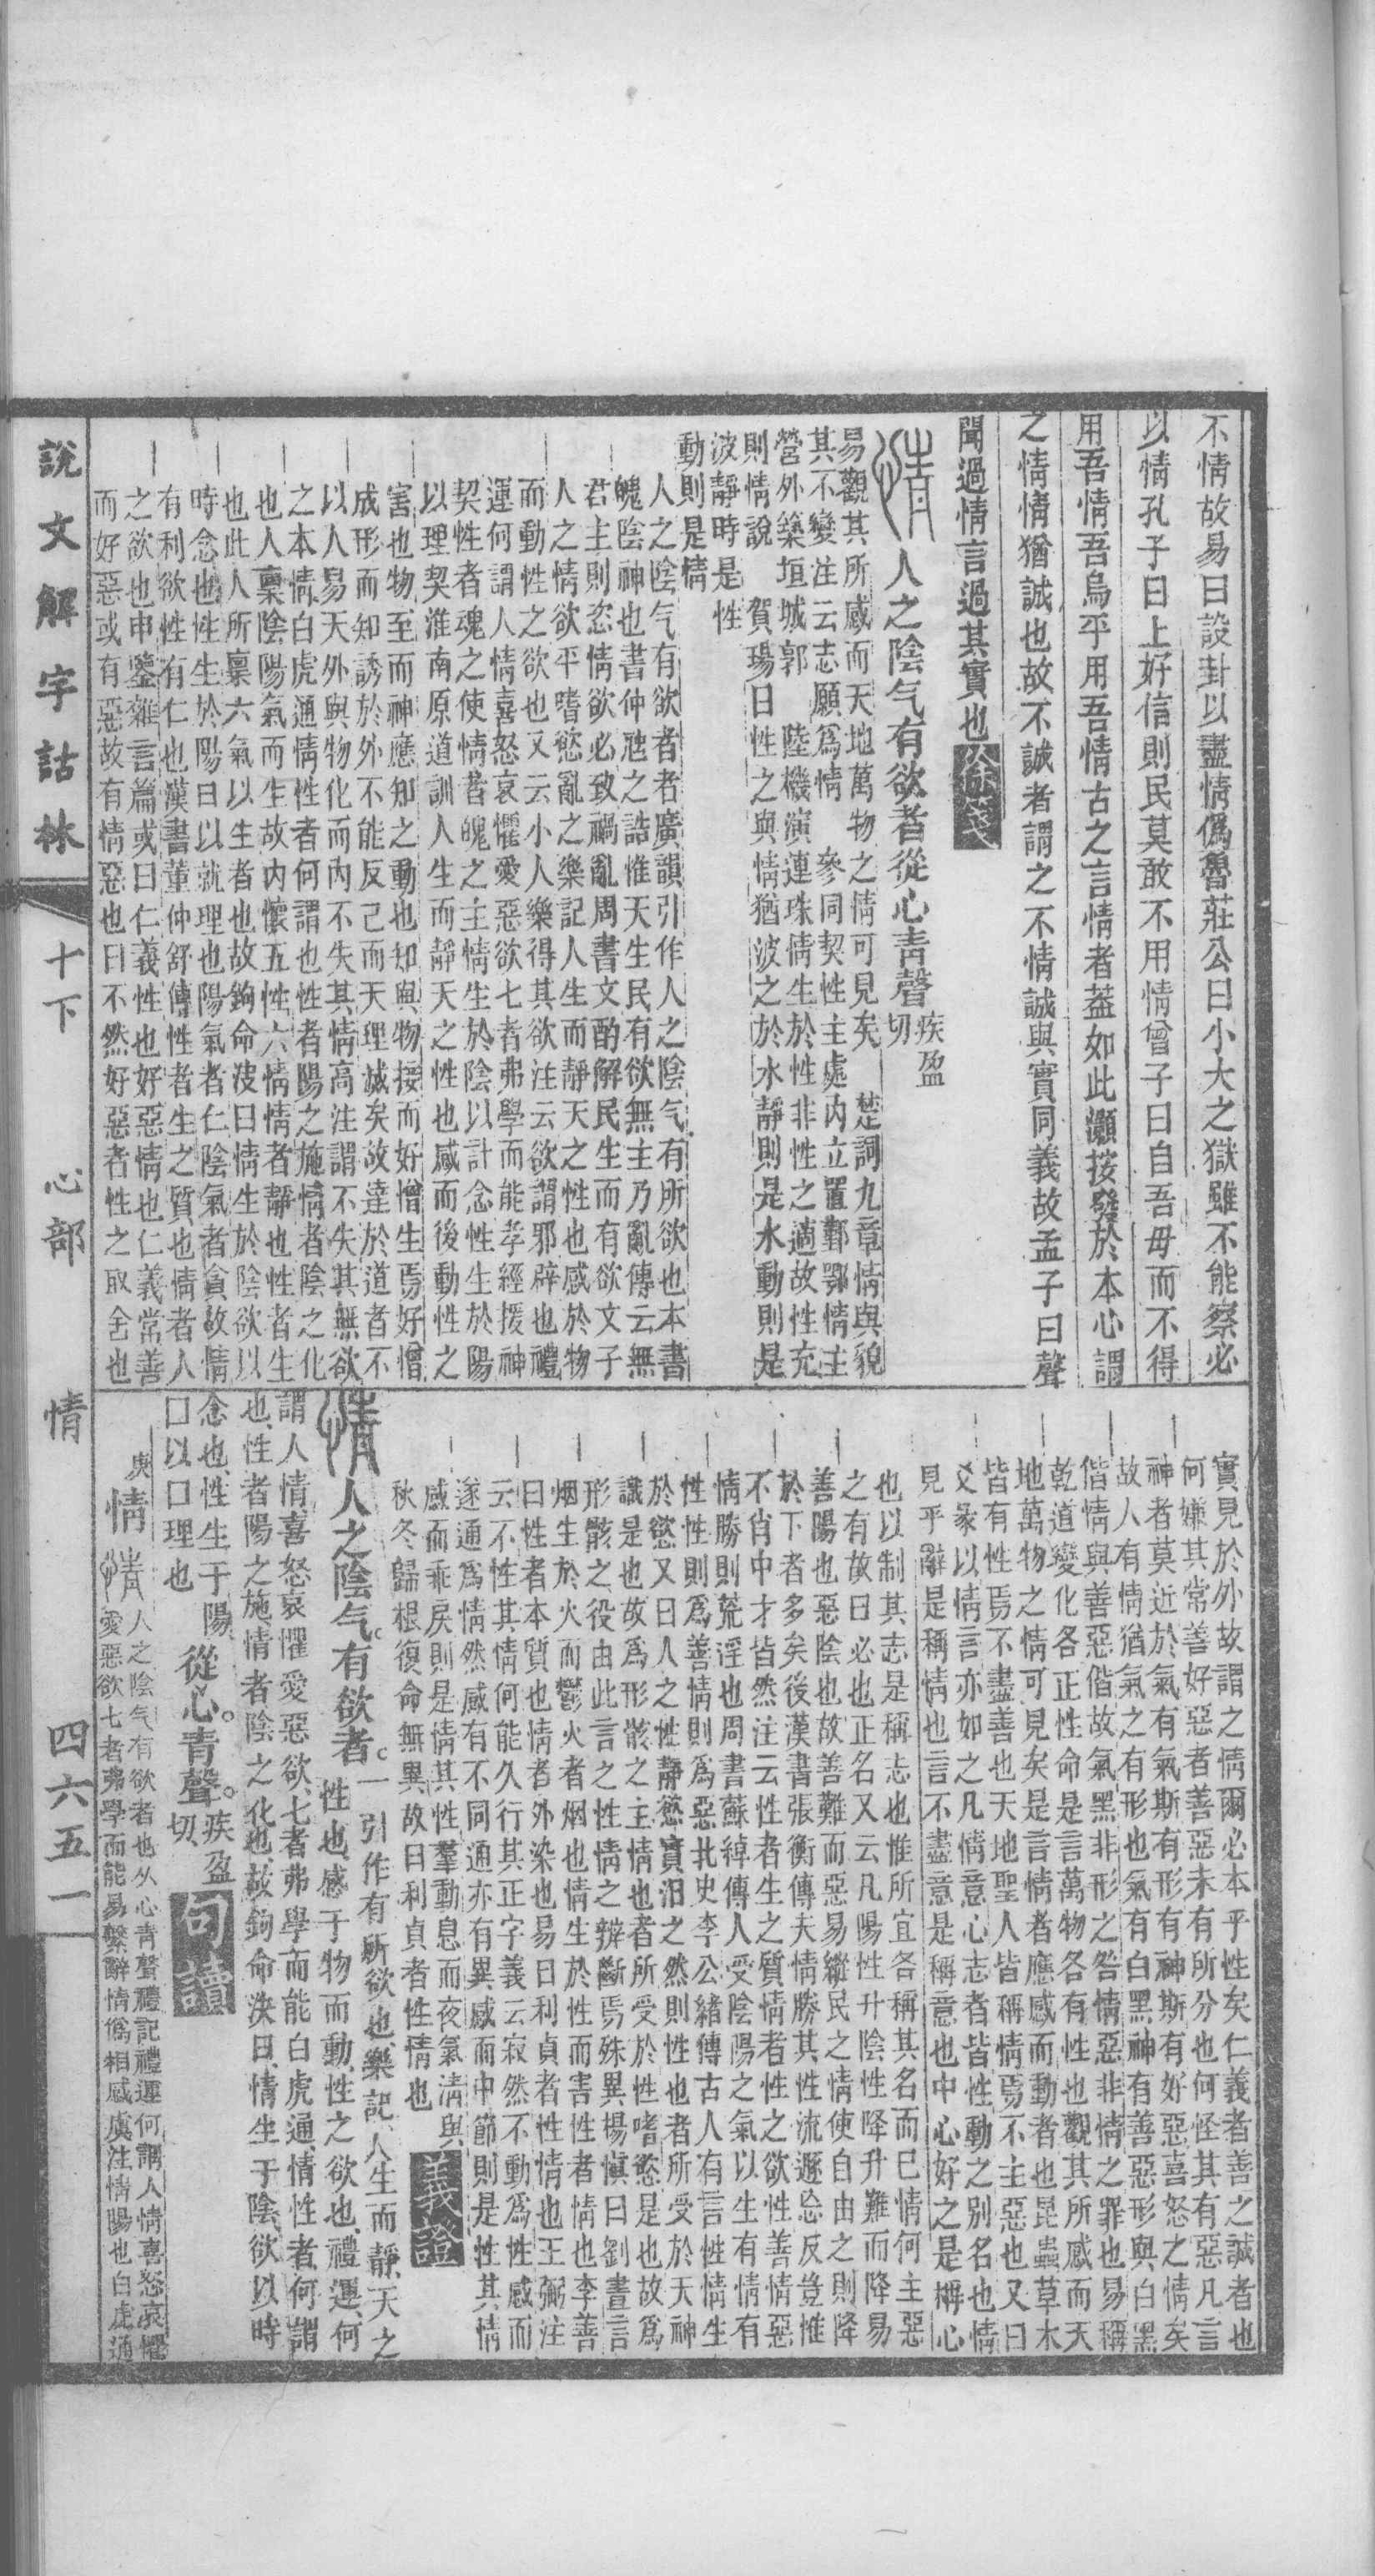 不情故易曰設卦以盡情僞魯莊公曰小大之獄雖不能察必
以情孔子曰上好信則民莫敢不用情曾子曰自吾母而不得
用吾情吾烏乎用吾情古之言情者蓋如此灝按發於本心謂
之情情猶誠也故不誠者謂之不情誠與實同義故孟子曰聲
聞過情言過其實也徐箋
情人之陰气有欲者從心青聲疾盈切
易觀其所感而天地萬物之情可見矣 楚詞九章情與貌
其不變注云志願爲情 參同契性主處內立置鄞鄂情主
營外築垣城郭 陸機演連珠情生於性非性之適故性充
則情說 賀瑒曰性之與情猶波之於水靜則是水動則是
波靜時是性
動則是情
人之陰气有欲者者廣韻引作人之陰气有所欲也本書
魄陰神也書仲虺之誥惟天生民有欲無主乃亂傳云無
君主則恣情欲必致禍亂周書文酌解民生而有欲文子
人之情欲平嗜慾亂之樂記人生而靜天之性也感於物
而動性之欲也又云小人樂得其欲注云欲謂邪辟也禮
運何謂人情喜怒哀懼愛惡欲七者弗學而能孝經援神
契性者魂之使情者魄之主情生於陰以計念性生於陽
以理契淮南原道訓人生而靜天之性也感而後動性之
害也物至而神應知之動也知與物接而好憎生焉好憎
成形而知誘於外不能反己而天理滅矣故達於道者不
以人易天外與物化而內不失其情高注謂不失其無欲
之本情白虎通情性者何謂也性者陽之施情者陰之化
也人稟陰陽氣而生故內懷五性六情情者靜也性者生
也此人所稟六氣以生者也故鉤命決曰情生於陰欲以
時念也性生於陽曰以就理也陽氣者仁陰氣者貪故情
有利欲性有仁也漢書董仲舒傳性者生之質也情者人
之欲也申鑒雜言篇或曰仁義性也好惡情也仁義常善
而好惡或有惡故有情惡也曰不然好惡者性之取舍也
實見於外故謂之情爾必本乎性矣仁義者善之誠者也
何嫌其常善好惡者善惡未有所分也何怪其有惡凡言
神者莫近於氣有氣斯有形有神斯有好惡喜怒之情矣
故人有情猶氣之有形也氣有白黑神有善惡形與白黑
偕情與善惡偕故氣黑非形之咎情惡非情之罪也易稱
乾道變化各正性命是言萬物各有性也觀其所感而天
地萬物之情可見矣是言情者應感而動者也昆蟲草木
皆有性焉不盡善也天地聖人皆稱情焉不主惡也又曰
爻彖以情言亦如之凡情意心志者皆性動之別名也情
見乎辭是稱情也言不盡意是稱意也中心好之是稱心
也以制其志是稱志也惟所宜各稱其名而已情何主惡
之有故曰必也正名又云凡陽性升陰性降升難而降易
善陽也惡陰也故善難而惡易縱民之情使自由之則降
於下者多矣後漢書張衡傳夫情勝其性流遯忘反豈惟
不肖中才皆然注云性者生之質情者性之欲性善情惡
情勝則荒淫也周書蘇綽傳人受陰陽之氣以生有情有
性性則爲善情則爲惡北史李公緒傳古人有言性情生
於慾又曰人之性靜慾實汨之然則性也者所受於天神
識是也故爲形骸之主情也者所受於性嗜慾是也故爲
形骸之役由此言之性情之辨斷焉殊異楊愼曰劉晝言
烟生於火而鬱火者烟也情生於性而害性者情也李善
曰性者本質也情者外染也易曰利貞者性情也王弼注
云不性其情何能久行其正字義云寂然不動爲性感而
遂通爲情然感有不同通亦有異感而中節則是性其情
感而乖戾則是情其性羣動息而夜氣清與
秋冬歸根復命無異故曰利貞者性情也義證
情人之陰气有欲者一引作有所欲也樂記人生而靜天之
性也感于物而動性之欲也禮運何
謂人情喜怒哀懼愛惡欲七者弗學而能白虎通情性者何謂
也性者陽之施情者陰之化也故鉤命決曰情生于陰欲以時
念也性生于陽從心青聲疾盈切句讀
口以口理也
庚情情人之陰气有欲者也从心青聲禮記禮運何謂人情喜怒哀懼
愛惡欲七者弗學而能易繫辭情僞相感虞注情陽也白虎通
說文解字詁林 十下 心部 情 四六五一